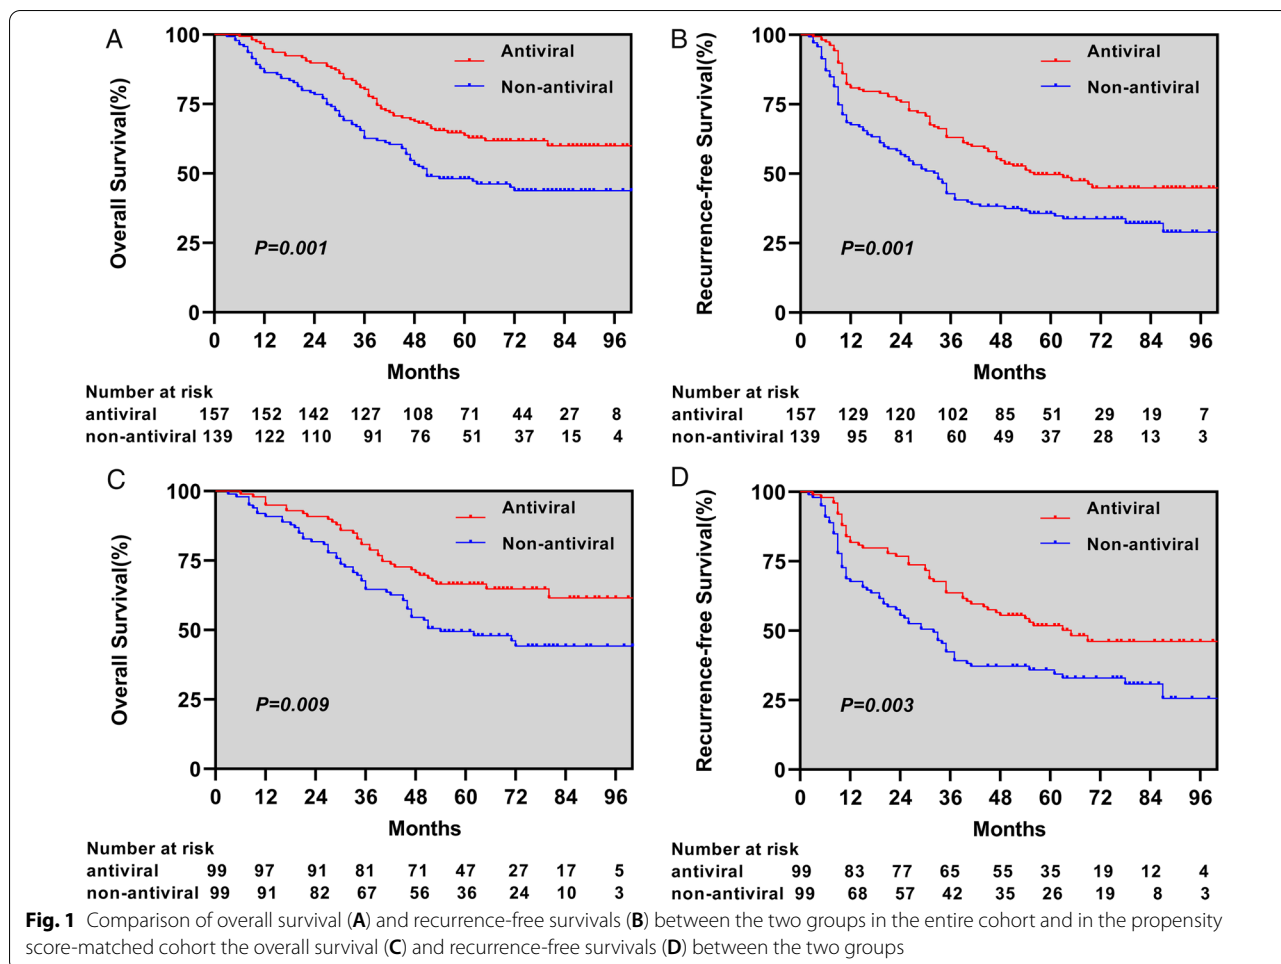 A
Overall Survival(%)
100
75
50
25
0
Antiviral
Non-antiviral
P=0.001
0 12 24 36 48 60 72 84 96
Months
Number at risk
antiviral 157 152 142 127 108 71 44 27 8
non-antiviral 139 122 110 91 76 51 37 15 4
B
Recurrence-free Survival(%)
100
75
50
25
0
Antiviral
Non-antiviral
P=0.001
0 12 24 36 48 60 72 84 96
Months
Number at risk
antiviral 157 129 120 102 85 51 29 19 7
non-antiviral 139 95 81 60 49 37 28 13 3
C
Overall Survival(%)
100
75
50
25
0
Antiviral
Non-antiviral
P=0.009
0 12 24 36 48 60 72 84 96
Months
Number at risk
antiviral 99 97 91 81 71 47 27 17 5
non-antiviral 99 91 82 67 56 36 24 10 3
D
Recurrence-free Survival(%)
100
75
50
25
0
Antiviral
Non-antiviral
P=0.003
0 12 24 36 48 60 72 84 96
Months
Number at risk
antiviral 99 83 77 65 55 35 19 12 4
non-antiviral 99 68 57 42 35 26 19 8 3
Fig. 1 Comparison of overall survival (A) and recurrence-free survivals (B) between the two groups in the entire cohort and in the propensity
score-matched cohort the overall survival (C) and recurrence-free survivals (D) between the two groups